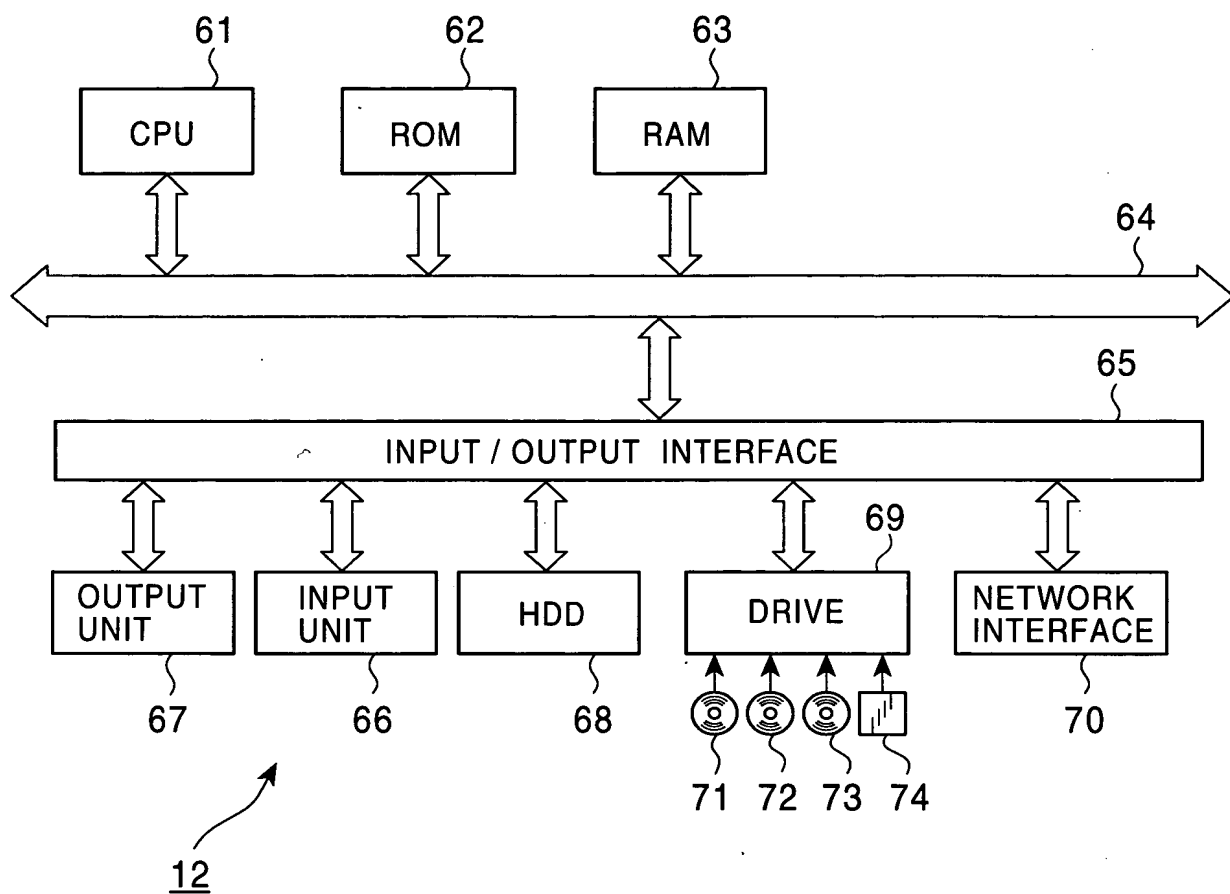 61
62
63
CPU
ROM
RAM
64
65
INPUT / OUTPUT INTERFACE
69
OUTPUT
UNIT
INPUT
UNIT
HDD
DRIVE
NETWORK
INTERFACE
67
66
68
70
71
72
73
74
12